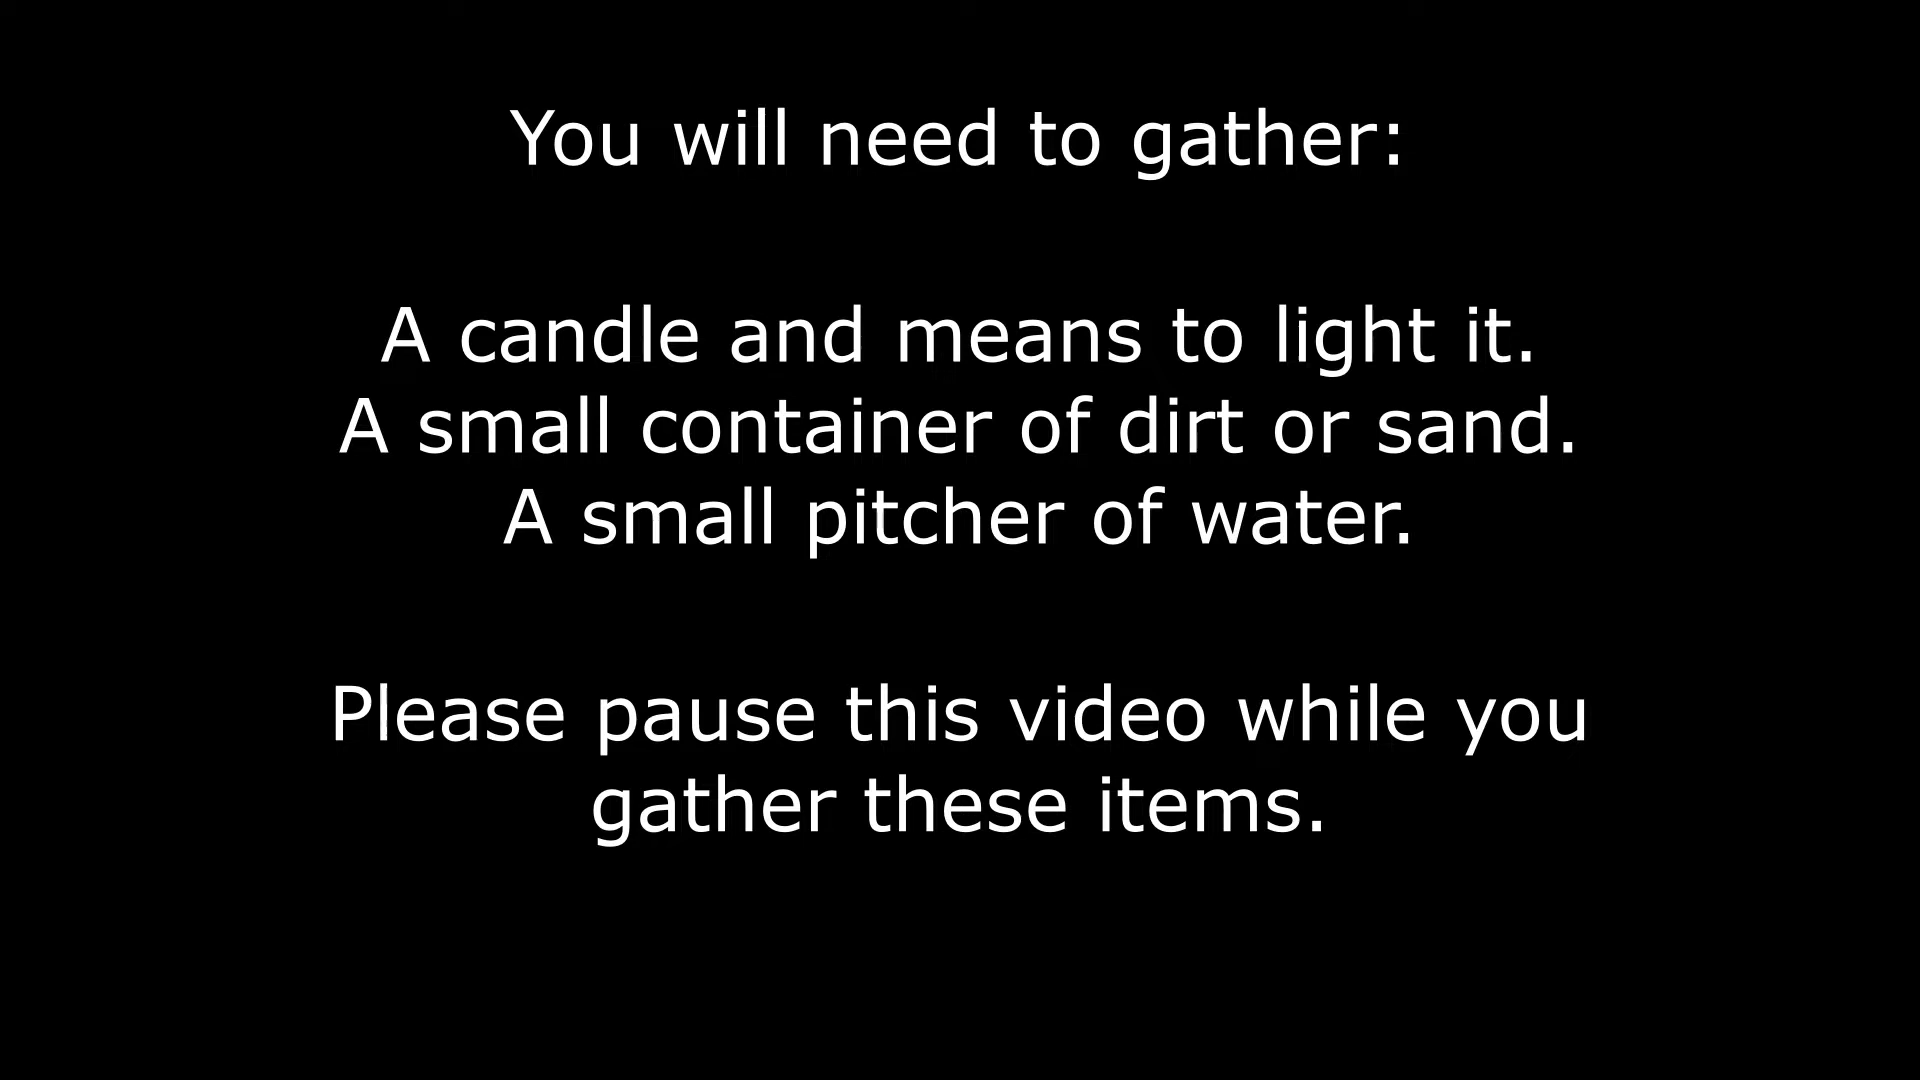 You will need to gather:
A candle and means to light it.
A small container of dirt or sand.
A small pitcher of water.
Please pause this video while you
gather these items.